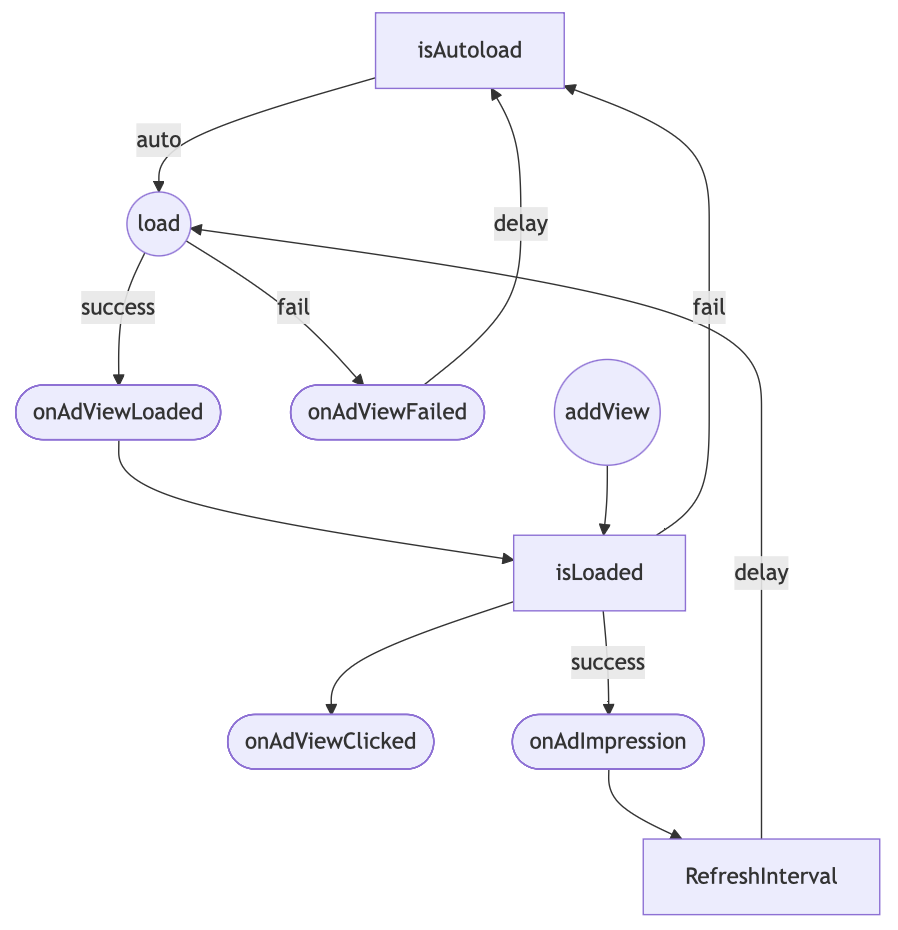 isAutoload
auto
load
delay
success
fail
fail
onAdViewLoaded
onAdViewFailed
addView
isLoaded
delay
success
onAdViewClicked
onAdImpression
RefreshInterval